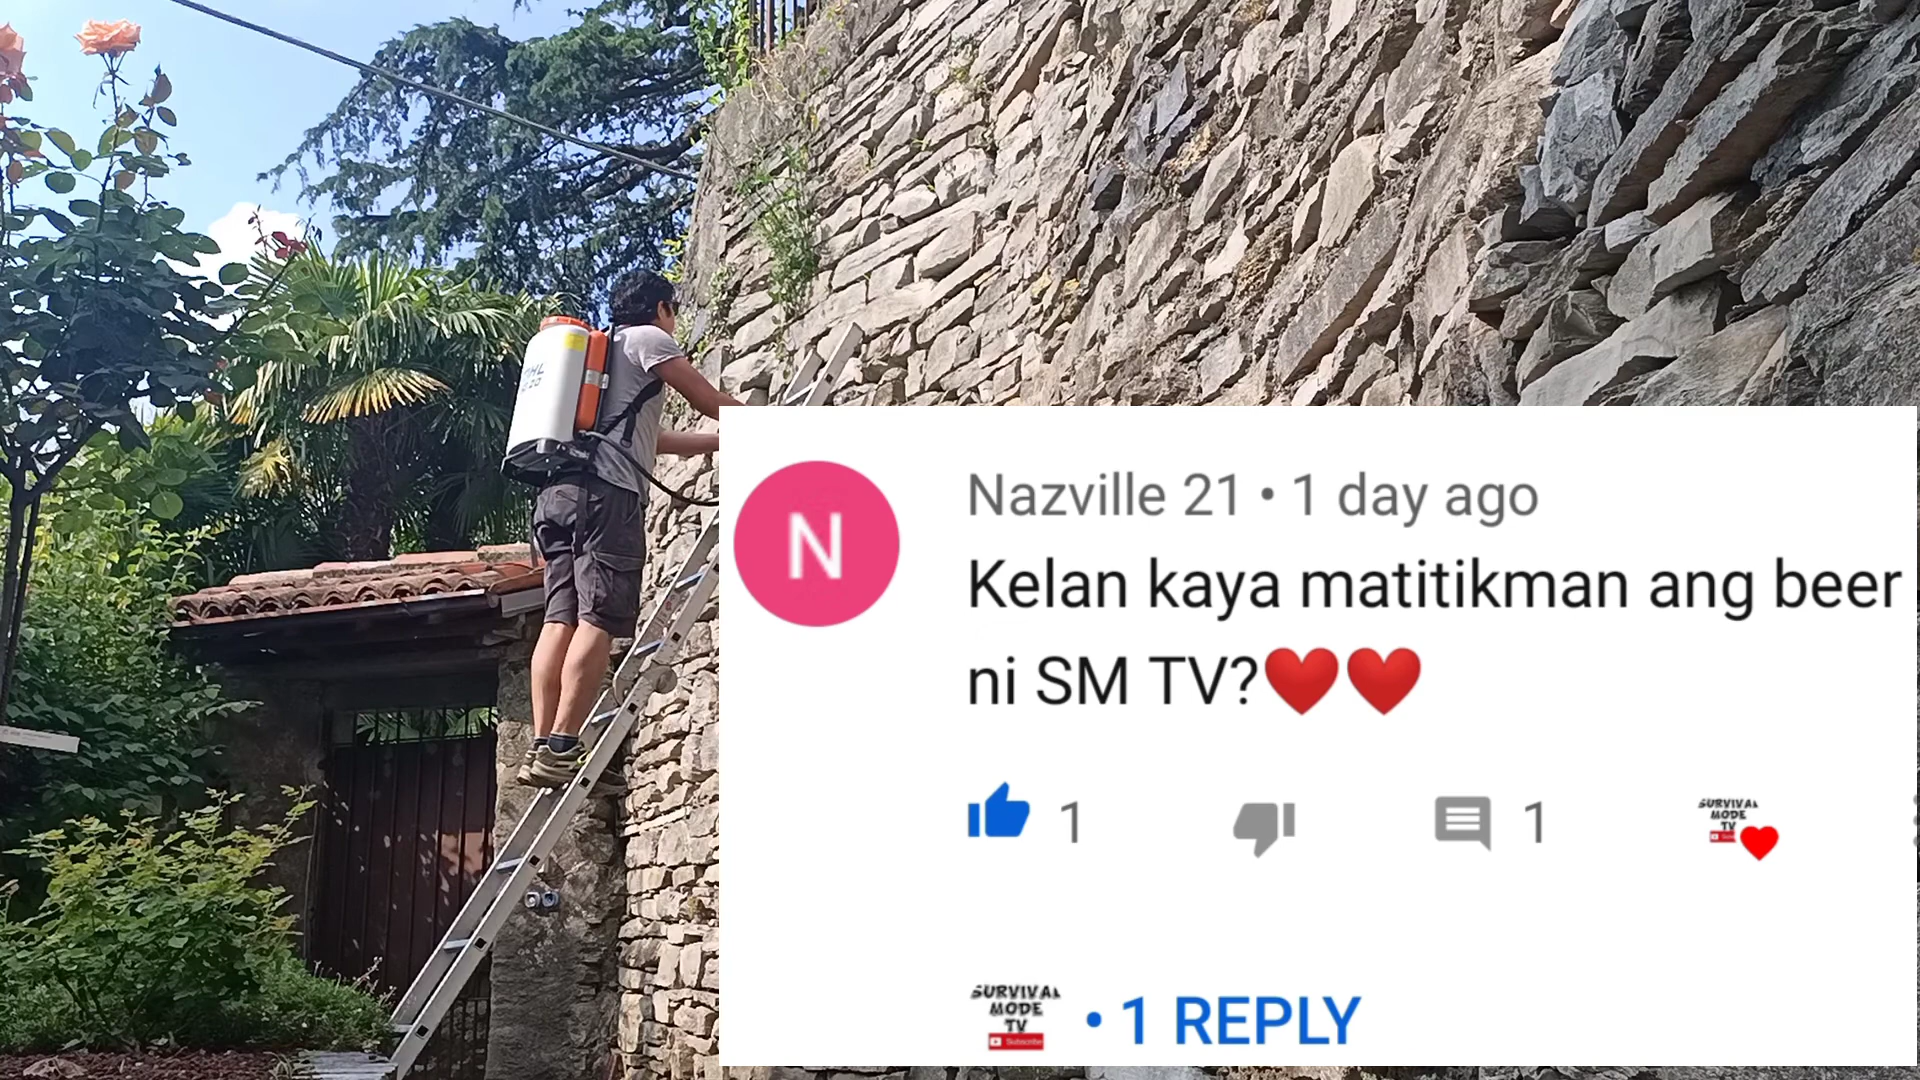 Nazville 21 • 1 day ago
Kelan kaya matitikman ang beer
ni SM TV?❤️❤️
1
1
SURVIVAL
MODE
TV
SURVIVAL
MODE
TV
Subscribe
• 1 REPLY
N